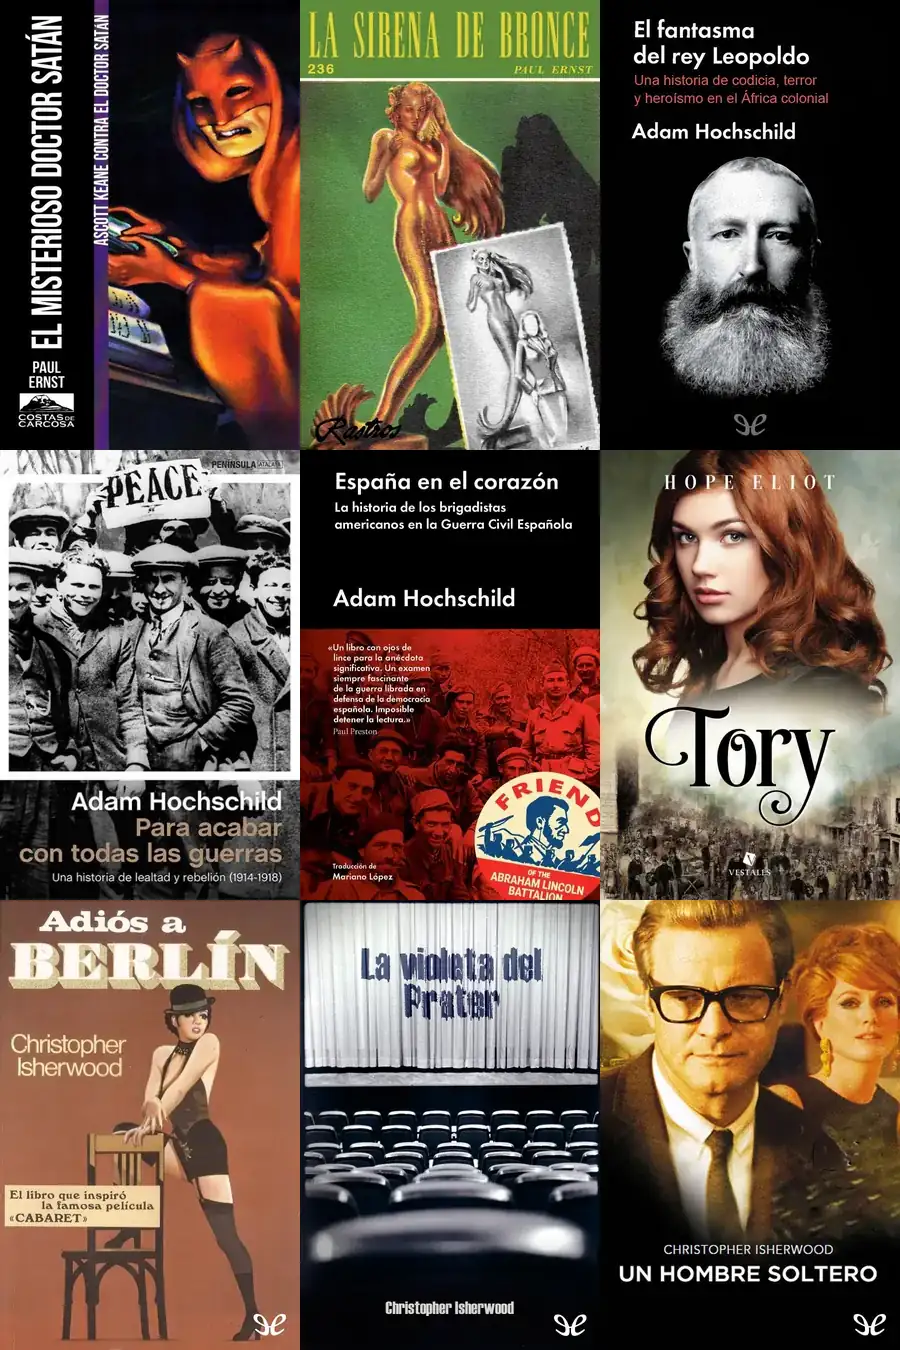 EL MISTERIOSO DOCTOR SATÁN
ASCOTT KEANE CONTRA EL DOCTOR SATÁN
PAUL
ERNST
COSTAS DE
CARCOSA
LA SIRENA DE BRONCE
236
PAUL ERNST
Rastros
El fantasma
del rey Leopoldo
Una historia de codicia, terror
y heroísmo en el África colonial
Adam Hochschild
PENÍNSULA ATALAYA
PEACE
Adam Hochschild
Para acabar
con todas las guerras
Una historia de lealtad y rebelión (1914-1918)
España en el corazón
La historia de los brigadistas
americanos en la Guerra Civil Española
Adam Hochschild
«Un libro con ojos de
lince para la anécdota
significativa. Un examen
siempre fascinante
de la guerra librada en
defensa de la democracia
española. Imposible
detener la lectura.»
Paul Preston
FRIEND
OF THE
ABRAHAM LINCOLN
BATTALION
Traducción de
Mariano López
HOPE ELIOT
Tory
VESTALES
Adiós a
BERLÍN
Christopher
Isherwood
El libro que inspiró
la famosa película
«CABARET»
La violeta del
Prater
Christopher Isherwood
CHRISTOPHER ISHERWOOD
UN HOMBRE SOLTERO